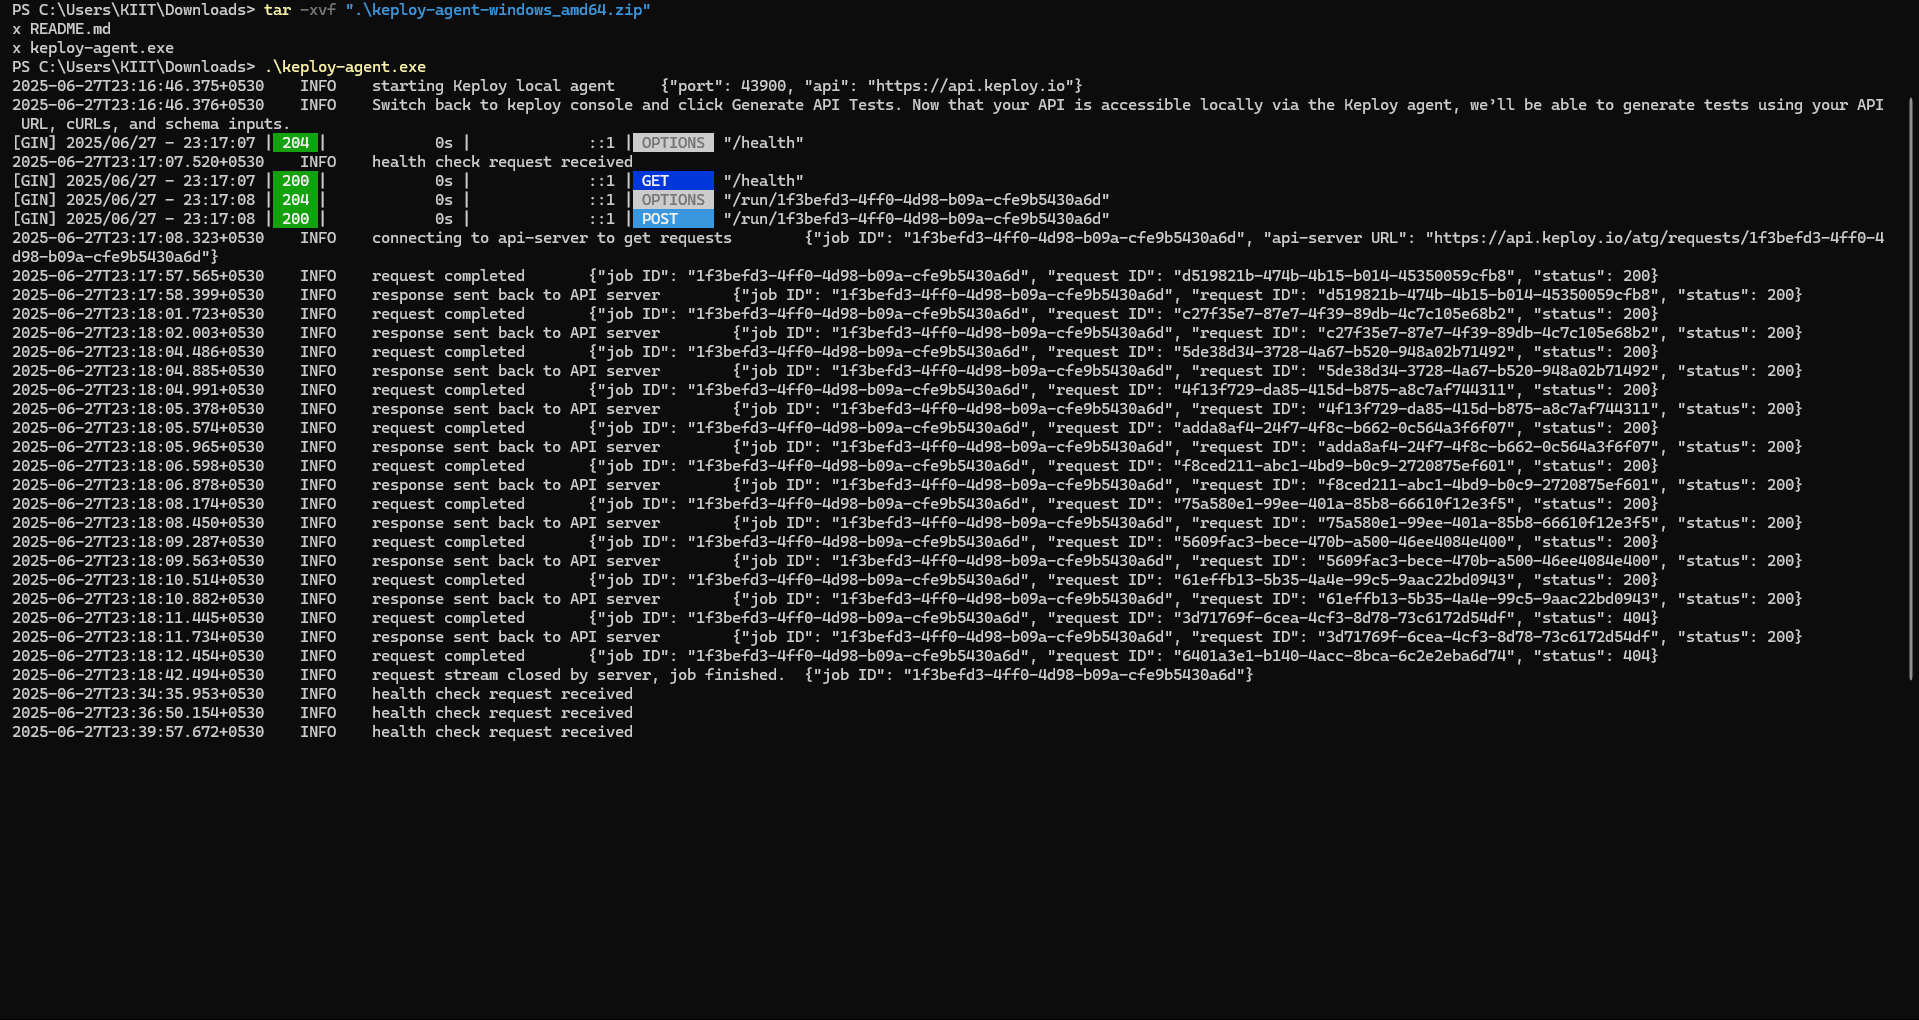 PS C:\Users\KIIT\Downloads> tar -xvf ".\keploy-agent-windows_amd64.zip"
x README.md
x keploy-agent.exe
PS C:\Users\KIIT\Downloads> .\keploy-agent.exe
2025-06-27T23:16:46.375+0530    INFO    starting Keploy local agent     {"port": 43900, "api": "https://api.keploy.io"}
2025-06-27T23:16:46.376+0530    INFO    Switch back to keploy console and click Generate API Tests. Now that your API is accessible locally via the Keploy agent, we’ll be able to generate tests using your API
 URL, cURLs, and schema inputs.
[GIN] 2025/06/27 - 23:17:07 | 204 |            0s |             ::1 | OPTIONS  "/health"
2025-06-27T23:17:07.520+0530    INFO    health check request received
[GIN] 2025/06/27 - 23:17:07 | 200 |            0s |             ::1 | GET      "/health"
[GIN] 2025/06/27 - 23:17:08 | 204 |            0s |             ::1 | OPTIONS  "/run/1f3befd3-4ff0-4d98-b09a-cfe9b5430a6d"
[GIN] 2025/06/27 - 23:17:08 | 200 |            0s |             ::1 | POST     "/run/1f3befd3-4ff0-4d98-b09a-cfe9b5430a6d"
2025-06-27T23:17:08.323+0530    INFO    connecting to api-server to get requests        {"job ID": "1f3befd3-4ff0-4d98-b09a-cfe9b5430a6d", "api-server URL": "https://api.keploy.io/atg/requests/1f3befd3-4ff0-4
d98-b09a-cfe9b5430a6d"}
2025-06-27T23:17:57.565+0530    INFO    request completed       {"job ID": "1f3befd3-4ff0-4d98-b09a-cfe9b5430a6d", "request ID": "d519821b-474b-4b15-b014-45350059cfb8", "status": 200}
2025-06-27T23:17:58.399+0530    INFO    response sent back to API server        {"job ID": "1f3befd3-4ff0-4d98-b09a-cfe9b5430a6d", "request ID": "d519821b-474b-4b15-b014-45350059cfb8", "status": 200}
2025-06-27T23:18:01.723+0530    INFO    request completed       {"job ID": "1f3befd3-4ff0-4d98-b09a-cfe9b5430a6d", "request ID": "c27f35e7-87e7-4f39-89db-4c7c105e68b2", "status": 200}
2025-06-27T23:18:02.003+0530    INFO    response sent back to API server        {"job ID": "1f3befd3-4ff0-4d98-b09a-cfe9b5430a6d", "request ID": "c27f35e7-87e7-4f39-89db-4c7c105e68b2", "status": 200}
2025-06-27T23:18:04.486+0530    INFO    request completed       {"job ID": "1f3befd3-4ff0-4d98-b09a-cfe9b5430a6d", "request ID": "5de38d34-3728-4a67-b520-948a02b71492", "status": 200}
2025-06-27T23:18:04.885+0530    INFO    response sent back to API server        {"job ID": "1f3befd3-4ff0-4d98-b09a-cfe9b5430a6d", "request ID": "5de38d34-3728-4a67-b520-948a02b71492", "status": 200}
2025-06-27T23:18:04.991+0530    INFO    request completed       {"job ID": "1f3befd3-4ff0-4d98-b09a-cfe9b5430a6d", "request ID": "4f13f729-da85-415d-b875-a8c7af744311", "status": 200}
2025-06-27T23:18:05.378+0530    INFO    response sent back to API server        {"job ID": "1f3befd3-4ff0-4d98-b09a-cfe9b5430a6d", "request ID": "4f13f729-da85-415d-b875-a8c7af744311", "status": 200}
2025-06-27T23:18:05.574+0530    INFO    request completed       {"job ID": "1f3befd3-4ff0-4d98-b09a-cfe9b5430a6d", "request ID": "adda8af4-24f7-4f8c-b662-0c564a3f6f07", "status": 200}
2025-06-27T23:18:05.965+0530    INFO    response sent back to API server        {"job ID": "1f3befd3-4ff0-4d98-b09a-cfe9b5430a6d", "request ID": "adda8af4-24f7-4f8c-b662-0c564a3f6f07", "status": 200}
2025-06-27T23:18:06.598+0530    INFO    request completed       {"job ID": "1f3befd3-4ff0-4d98-b09a-cfe9b5430a6d", "request ID": "f8ced211-abc1-4bd9-b0c9-2720875ef601", "status": 200}
2025-06-27T23:18:06.878+0530    INFO    response sent back to API server        {"job ID": "1f3befd3-4ff0-4d98-b09a-cfe9b5430a6d", "request ID": "f8ced211-abc1-4bd9-b0c9-2720875ef601", "status": 200}
2025-06-27T23:18:08.174+0530    INFO    request completed       {"job ID": "1f3befd3-4ff0-4d98-b09a-cfe9b5430a6d", "request ID": "75a580e1-99ee-401a-85b8-66610f12e3f5", "status": 200}
2025-06-27T23:18:08.450+0530    INFO    response sent back to API server        {"job ID": "1f3befd3-4ff0-4d98-b09a-cfe9b5430a6d", "request ID": "75a580e1-99ee-401a-85b8-66610f12e3f5", "status": 200}
2025-06-27T23:18:09.287+0530    INFO    request completed       {"job ID": "1f3befd3-4ff0-4d98-b09a-cfe9b5430a6d", "request ID": "5609fac3-bece-470b-a500-46ee4084e400", "status": 200}
2025-06-27T23:18:09.563+0530    INFO    response sent back to API server        {"job ID": "1f3befd3-4ff0-4d98-b09a-cfe9b5430a6d", "request ID": "5609fac3-bece-470b-a500-46ee4084e400", "status": 200}
2025-06-27T23:18:10.514+0530    INFO    request completed       {"job ID": "1f3befd3-4ff0-4d98-b09a-cfe9b5430a6d", "request ID": "61effb13-5b35-4a4e-99c5-9aac22bd0943", "status": 200}
2025-06-27T23:18:10.882+0530    INFO    response sent back to API server        {"job ID": "1f3befd3-4ff0-4d98-b09a-cfe9b5430a6d", "request ID": "61effb13-5b35-4a4e-99c5-9aac22bd0943", "status": 200}
2025-06-27T23:18:11.445+0530    INFO    request completed       {"job ID": "1f3befd3-4ff0-4d98-b09a-cfe9b5430a6d", "request ID": "3d71769f-6cea-4cf3-8d78-73c6172d54df", "status": 404}
2025-06-27T23:18:11.734+0530    INFO    response sent back to API server        {"job ID": "1f3befd3-4ff0-4d98-b09a-cfe9b5430a6d", "request ID": "3d71769f-6cea-4cf3-8d78-73c6172d54df", "status": 200}
2025-06-27T23:18:12.454+0530    INFO    request completed       {"job ID": "1f3befd3-4ff0-4d98-b09a-cfe9b5430a6d", "request ID": "6401a3e1-b140-4acc-8bca-6c2e2eba6d74", "status": 404}
2025-06-27T23:18:42.494+0530    INFO    request stream closed by server, job finished.  {"job ID": "1f3befd3-4ff0-4d98-b09a-cfe9b5430a6d"}
2025-06-27T23:34:35.953+0530    INFO    health check request received
2025-06-27T23:36:50.154+0530    INFO    health check request received
2025-06-27T23:39:57.672+0530    INFO    health check request received